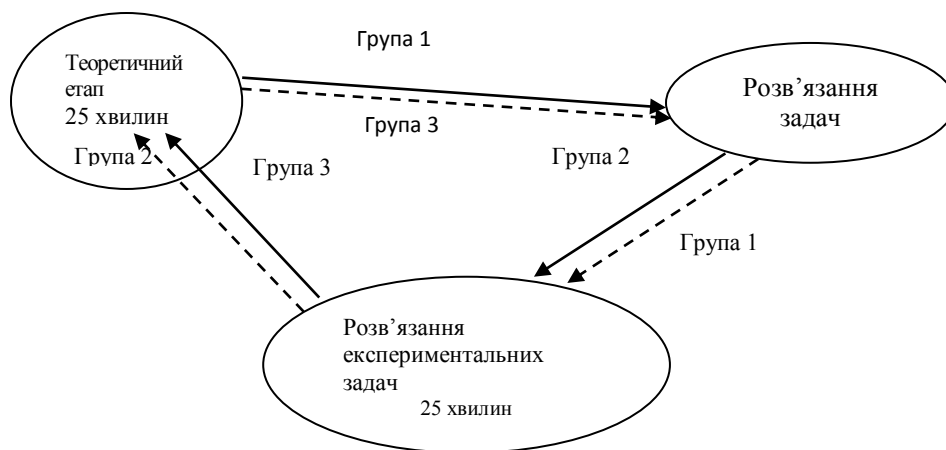 Група 1
Теоретичний
етап
25 хвилин
Група 2
Група 3
Група 3
Група 2
Розв’язання
задач
Група 1
Розв’язання
експериментальних
задач
25 хвилин